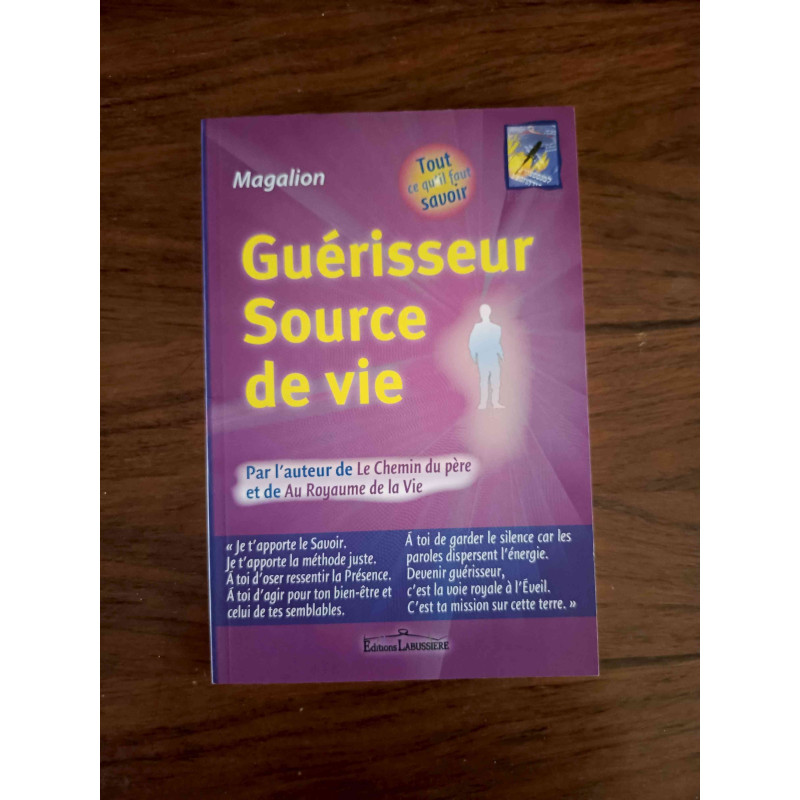 Magalion
Tout
ce qu'il faut
savoir
Guérisseur
Source
de vie
Par l'auteur de Le Chemin du père
et de Au Royaume de la Vie
« Je t'apporte le Savoir.
Je t'apporte la méthode juste.
Á toi d'oser ressentir la Présence.
Á toi d'agir pour ton bien-être et
celui de tes semblables.
Á toi de garder le silence car les
paroles dispersent l'énergie.
Devenir guérisseur,
c'est la voie royale à l'Éveil.
C'est ta mission sur cette terre. »
Éditions LABUSSIÈRE